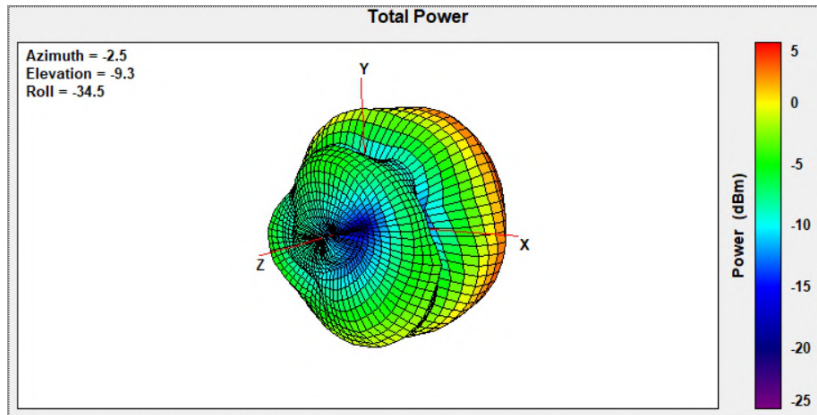 Total Power
Azimuth = -2.5
Elevation = -9.3
Roll = -34.5
Y
X
Z
5
0
-5
-10
-15
-20
-25
Power (dBm)